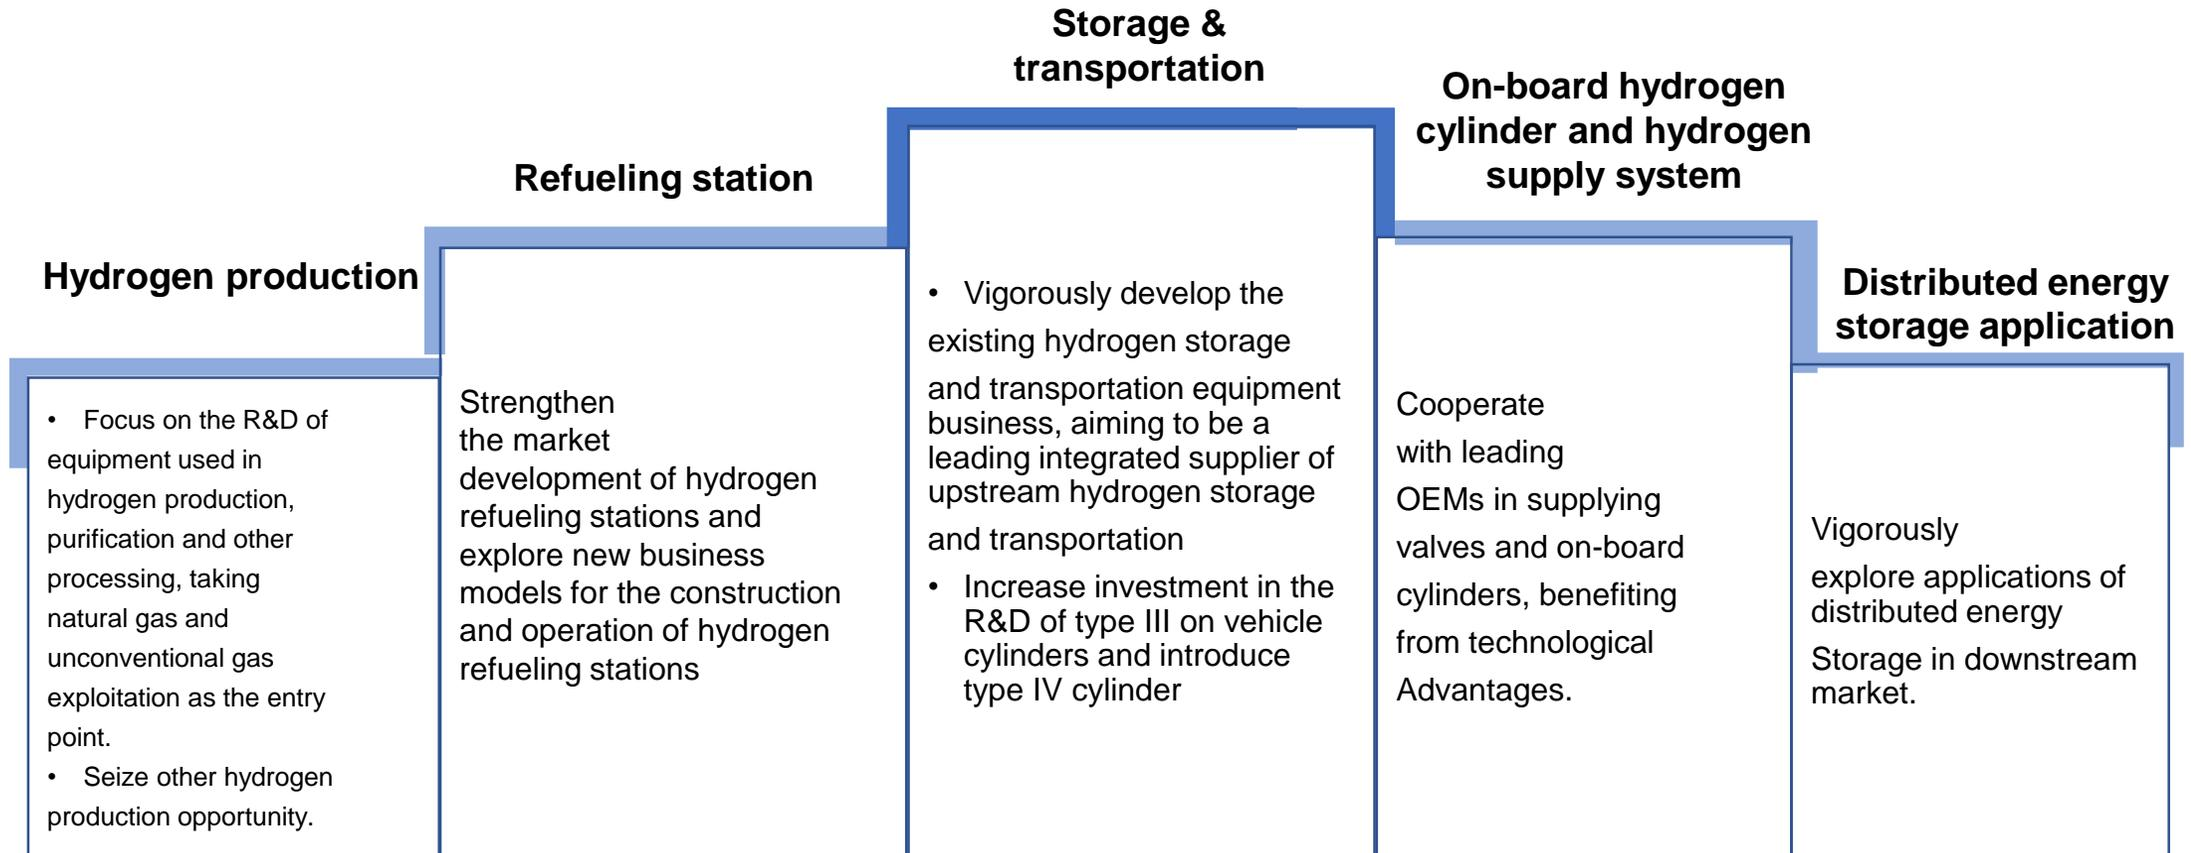 Storage &
transportation
On-board hydrogen
cylinder and hydrogen
supply system
Refueling station
Hydrogen production
Distributed energy
storage application
• Focus on the R&D of
equipment used in
hydrogen production,
purification and other
processing, taking
natural gas and
unconventional gas
exploitation as the entry
point.
• Seize other hydrogen
production opportunity.
Strengthen
the market
development of hydrogen
refueling stations and
explore new business
models for the construction
and operation of hydrogen
refueling stations
• Vigorously develop the
existing hydrogen storage
and transportation equipment
business, aiming to be a
leading integrated supplier of
upstream hydrogen storage
and transportation
• Increase investment in the
R&D of type III on vehicle
cylinders and introduce
type IV cylinder
Cooperate
with leading
OEMs in supplying
valves and on-board
cylinders, benefiting
from technological
Advantages.
Vigorously
explore applications of
distributed energy
Storage in downstream
market.